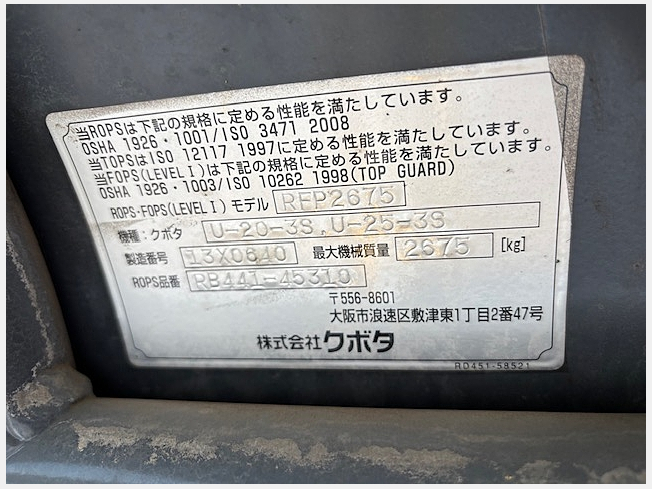 当ROPSは下記の規格に定める性能を満たしています。
OSHA 1926・1001/ISO 3471 2008
当TOPSはISO 12117 1997に定める性能を満たしています。
当FOPS(LEVEL I)は下記の規格に定める性能を満たしています。
OSHA 1926・1003/ISO 10262 1998(TOP GUARD)
ROPS-FOPS(LEVEL I) モデル RFP2675
機種:クボタ U-20-3S,U-25-3S
製造番号 13X0640 最大機械質量 2675 [kg]
ROPS品番 RB441-45310
〒556-8601
大阪市浪速区敷津東1丁目2番47号
株式会社クボタ
RD451-58521